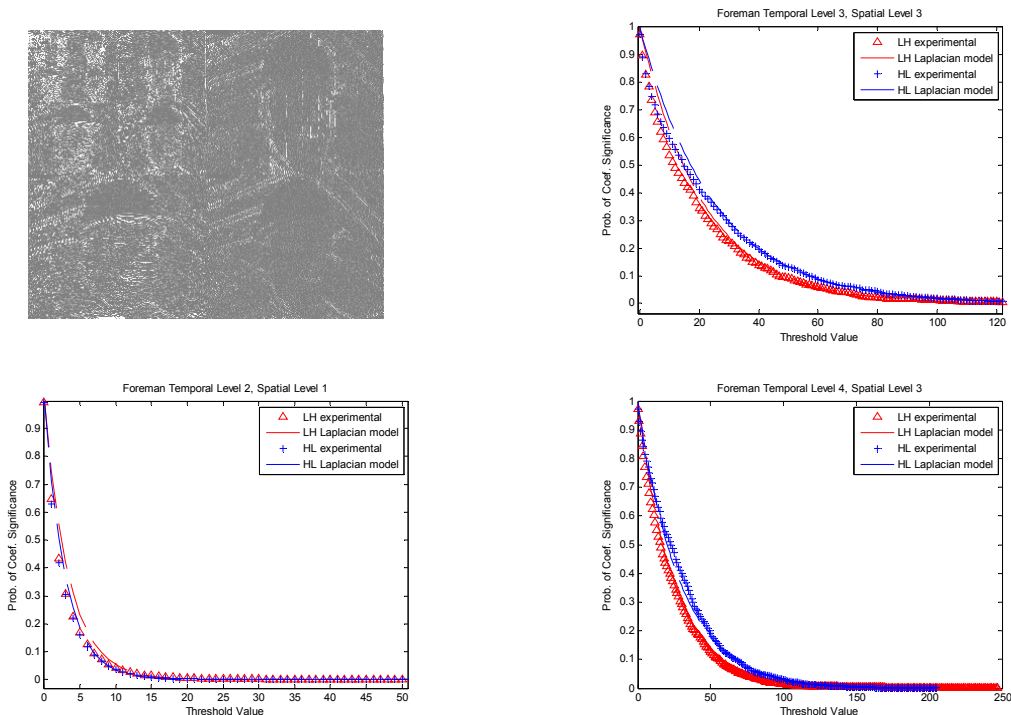 Foreman Temporal Level 3, Spatial Level 3
1
0.9
0.8
0.7
0.6
0.5
0.4
0.3
0.2
0.1
0
Prob. of Coef. Significance
LH experimental
LH Laplacian model
HL experimental
HL Laplacian model
0 20 40 60 80 100 120
Threshold Value
Foreman Temporal Level 2, Spatial Level 1
0.9
0.8
0.7
0.6
0.5
0.4
0.3
0.2
0.1
0
Prob. of Coef. Significance
LH experimental
LH Laplacian model
HL experimental
HL Laplacian model
0 5 10 15 20 25 30 35 40 45 50
Threshold Value
Foreman Temporal Level 4, Spatial Level 3
1
0.9
0.8
0.7
0.6
0.5
0.4
0.3
0.2
0.1
0
Prob. of Coef. Significance
LH experimental
LH Laplacian model
HL experimental
HL Laplacian model
0 50 100 150 200 250
Threshold Value